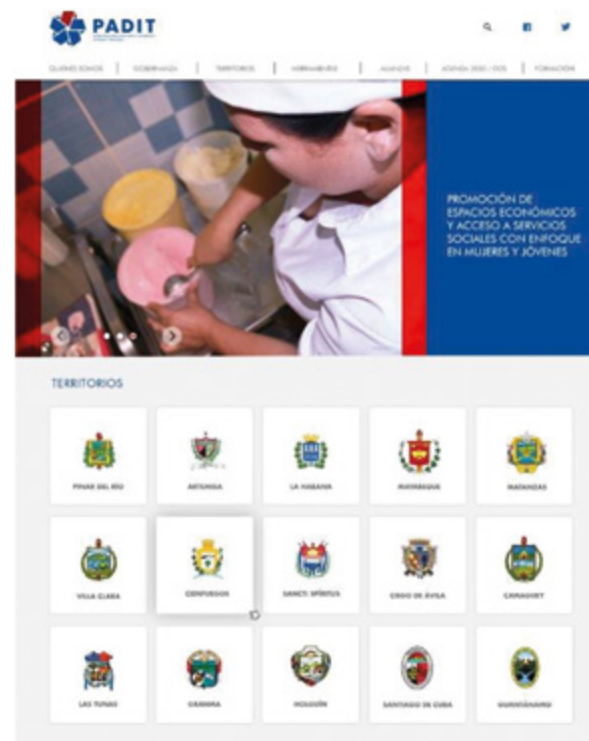 PADIT
QUIENES SOMOS | GOBERNANZA | TERRITORIOS | HERRAMIENTAS | ALIANZAS | AGENDA 2030 / ODS | FORMACIÓN
PROMOCIÓN DE
ESPACIOS ECONÓMICOS
Y ACCESO A SERVICIOS
SOCIALES CON ENFOQUE
EN MUJERES Y JÓVENES
TERRITORIOS
PINAR DEL RÍO
ARTEMISA
LA HABANA
MAYABEQUE
MATANZAS
VILLA CLARA
CIENFUEGOS
SANCTI SPÍRITUS
CIEGO DE ÁVILA
CAMAGÜEY
LAS TUNAS
GRANMA
HOLGUÍN
SANTIAGO DE CUBA
GUANTÁNAMO